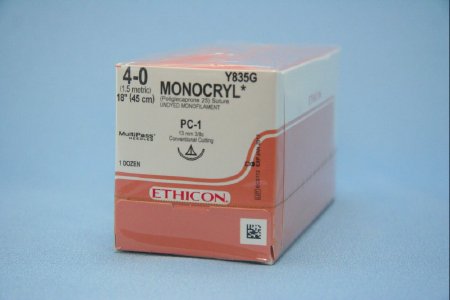 Y835G
4-0
(1.5 metric)
18" (45 cm)
MONOCRYL*
(Poliglecaprone 25) Suture
UNDYED MONOFILAMENT
PC-1
13 mm 3/8c
Conventional Cutting
MultiPass*
NEEDLES
1 DOZEN
ETHICON